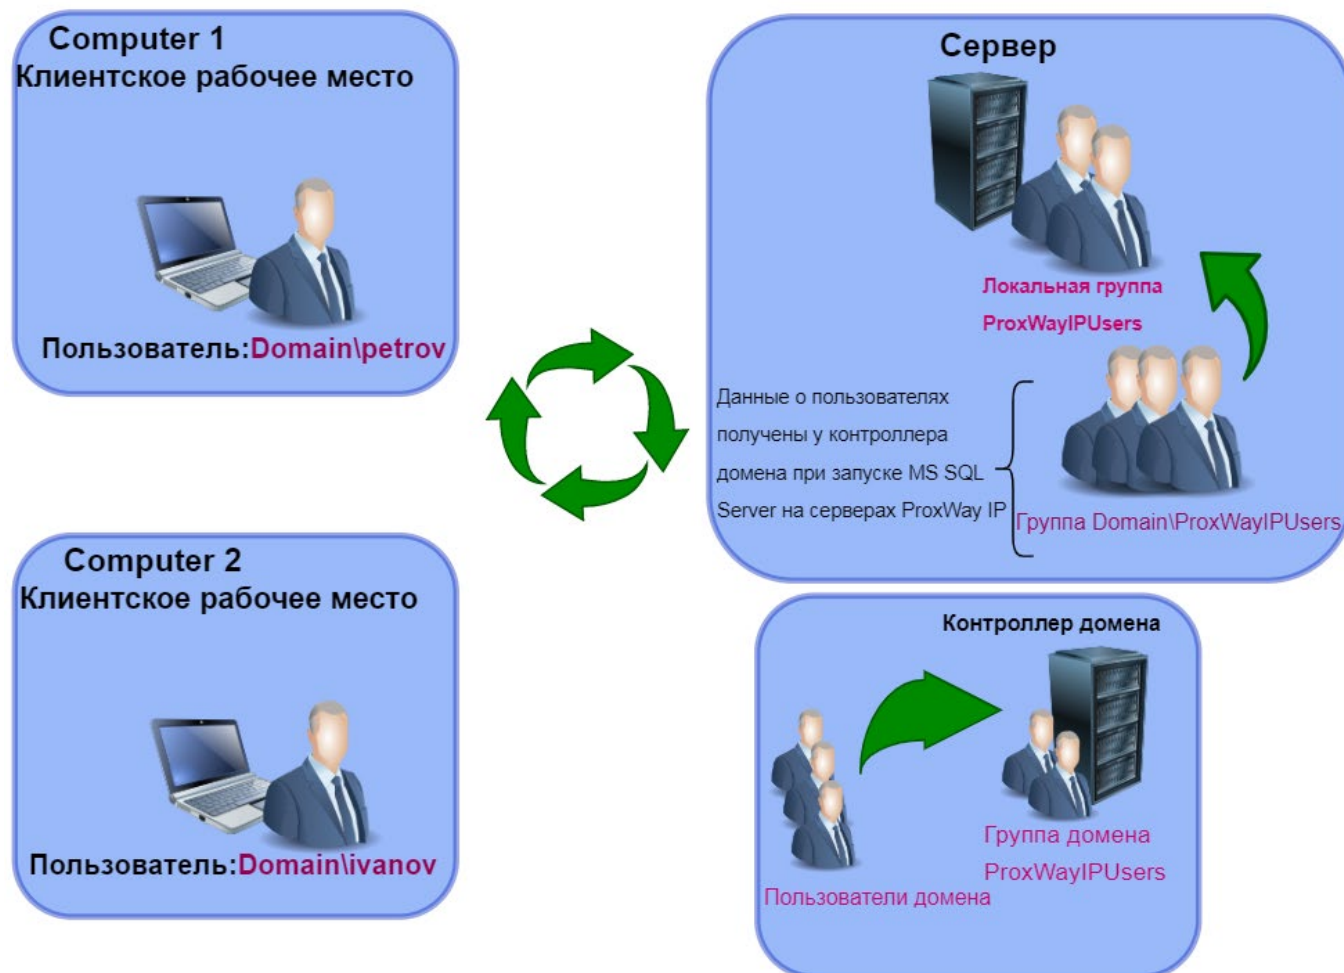 Computer 1
Клиентское рабочее место
Пользователь:Domain\petrov
Сервер
Локальная группа
ProxWayIPUsers
Данные о пользователях
получены у контроллера
домена при запуске MS SQL
Server на серверах ProxWay IP
Группа Domain\ProxWayIPUsers
Computer 2
Клиентское рабочее место
Пользователь:Domain\ivanov
Контроллер домена
Группа домена
ProxWayIPUsers
Пользователи домена